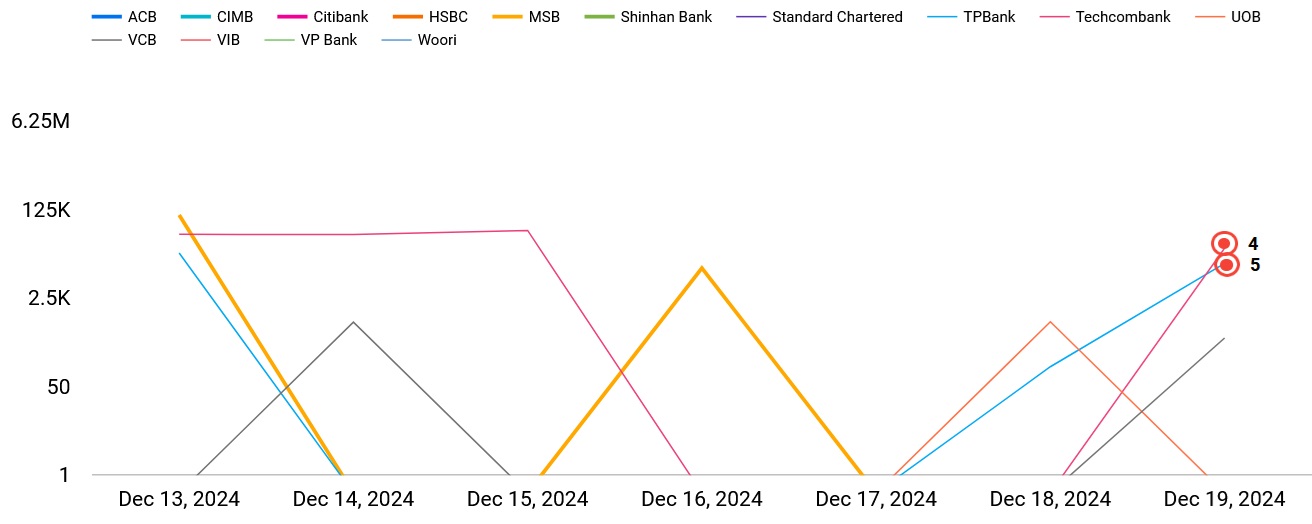 ACB CIMB Citibank HSBC MSB Shinhan Bank Standard Chartered TPBank Techcombank UOB
VCB VIB VP Bank Woori
6.25M
125K
4
5
2.5K
50
1
Dec 13, 2024 Dec 14, 2024 Dec 15, 2024 Dec 16, 2024 Dec 17, 2024 Dec 18, 2024 Dec 19, 2024